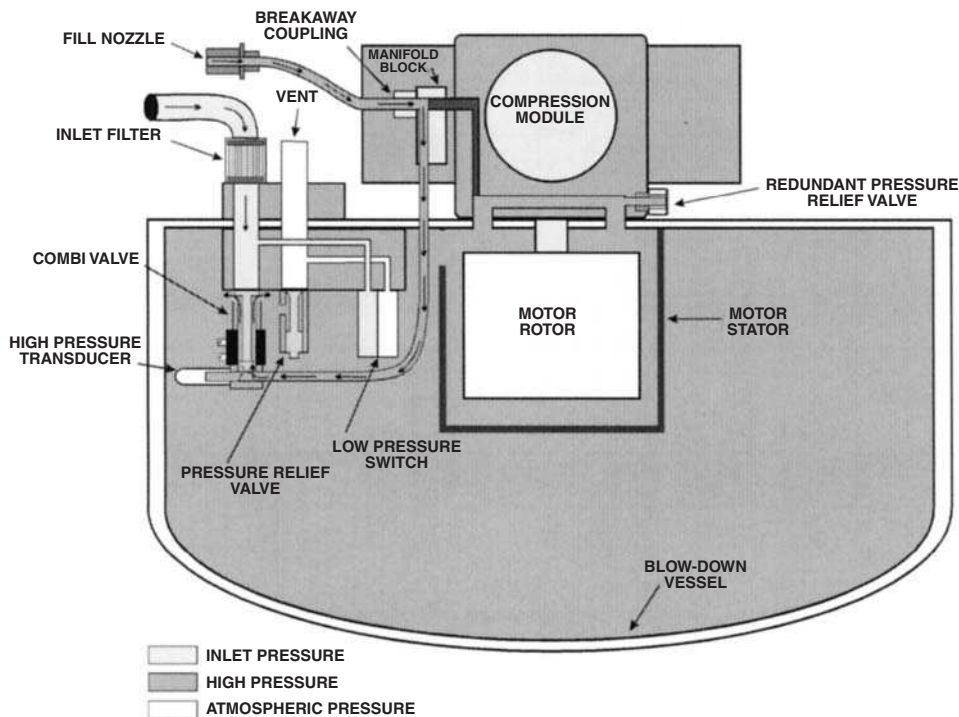 BREAKAWAY
COUPLING
FILL NOZZLE
MANIFOLD
BLOCK
VENT
COMPRESSION
MODULE
INLET FILTER
REDUNDANT PRESSURE
RELIEF VALVE
COMBI VALVE
MOTOR
ROTOR
MOTOR
STATOR
HIGH PRESSURE
TRANSDUCER
LOW PRESSURE
SWITCH
PRESSURE RELIEF
VALVE
BLOW-DOWN
VESSEL
INLET PRESSURE
HIGH PRESSURE
ATMOSPHERIC PRESSURE